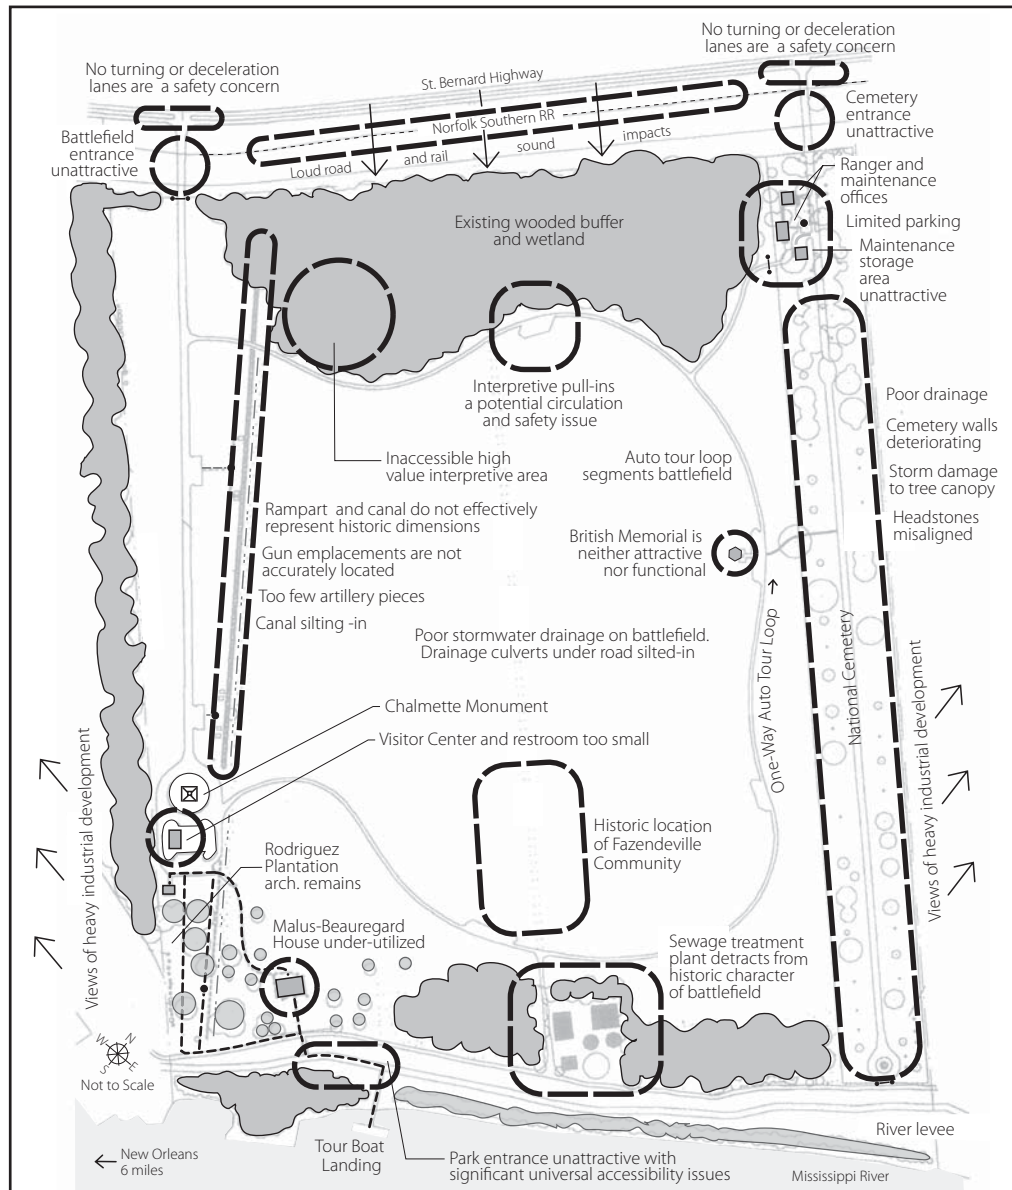 No turning or deceleration
lanes are a safety concern
No turning or deceleration
lanes are a safety concern
St. Bernard Highway
Norfolk Southern RR
Loud road and rail sound impacts
Battlefield
entrance
unattractive
Cemetery
entrance
unattractive
Ranger and
maintenance
offices
Limited parking
Maintenance
storage
area
unattractive
Existing wooded buffer
and wetland
Interpretive pull-ins
a potential circulation
and safety issue
Inaccessible high
value interpretive area
Auto tour loop
segments battlefield
Poor drainage
Cemetery walls
deteriorating
Storm damage
to tree canopy
Headstones
misaligned
Rampart and canal do not effectively
represent historic dimensions
Gun emplacements are not
accurately located
Too few artillery pieces
Canal silting -in
British Memorial is
neither attractive
nor functional
Poor stormwater drainage on battlefield.
Drainage culverts under road silted-in
One-Way Auto Tour Loop
National Cemetery
Views of heavy industrial development
Chalmette Monument
Visitor Center and restroom too small
Views of heavy industrial development
Historic location
of Fazendeville
Community
Rodriguez
Plantation
arch. remains
Malus-Beauregard
House under-utilized
Sewage treatment
plant detracts from
historic character
of battlefield
N
W
S
E
Not to Scale
River levee
New Orleans
6 miles
Tour Boat
Landing
Park entrance unattractive with
significant universal accessibility issues
Mississippi River